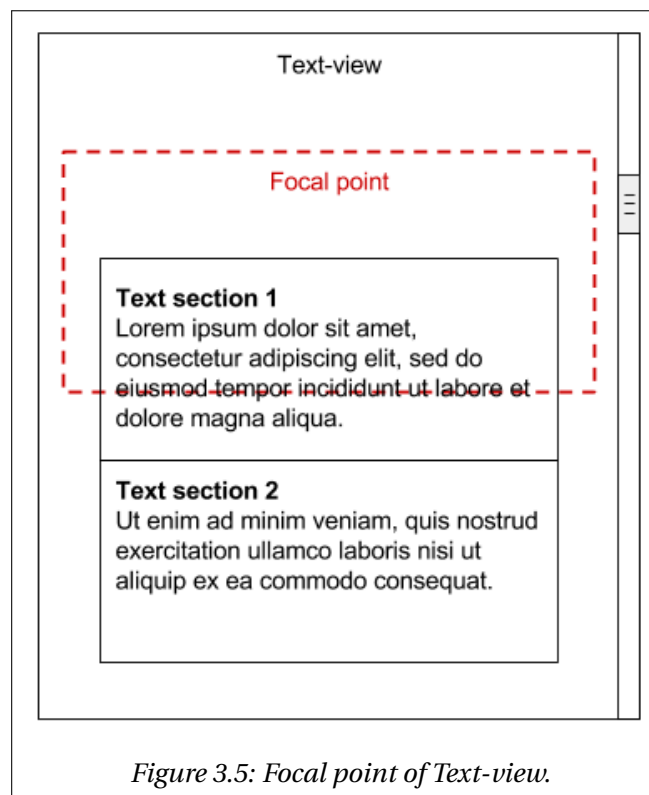 Text-view
Focal point
Text section 1
Lorem ipsum dolor sit amet,
consectetur adipiscing elit, sed do
eiusmod tempor incididunt ut labore et
dolore magna aliqua.
Text section 2
Ut enim ad minim veniam, quis nostrud
exercitation ullamco laboris nisi ut
aliquip ex ea commodo consequat.
Figure 3.5: Focal point of Text-view.